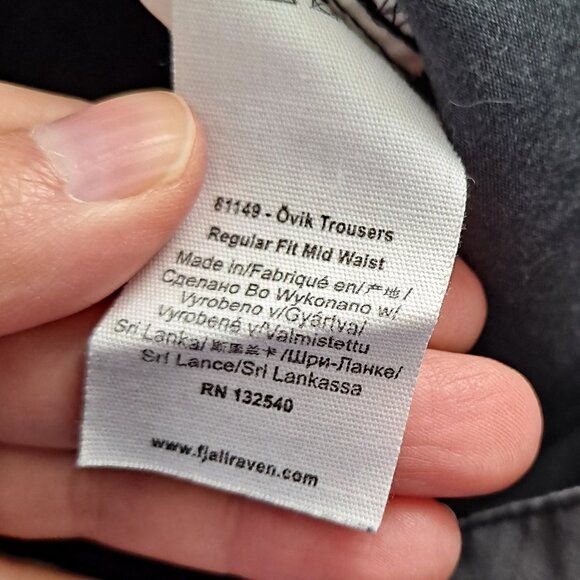 81149 - Övik Trousers
Regular Fit Mid Waist
Made in/Fabriqué en/产地/
Сделано Во Wykonano w/
Vyrobeno v/Gyártva/
Vyrobené v/Valmistettu
Sri Lanka/斯里兰卡/Шри-Ланке/
Srí Lance/Sri Lankassa
RN 132540
www.fjallraven.com